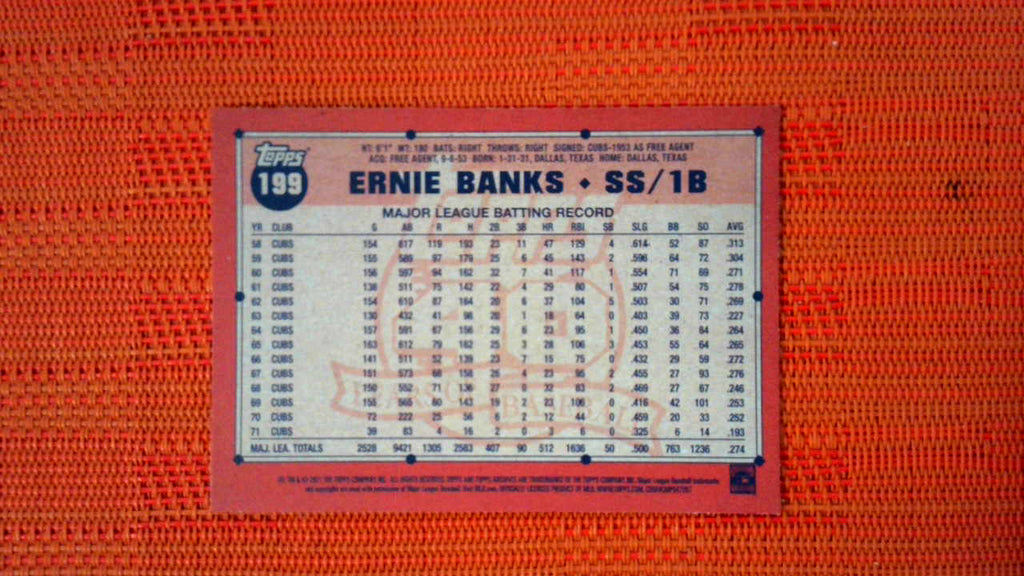 Topps
199
HT: 6'1" WT: 180 BATS: RIGHT THROWS: RIGHT SIGNED: CUBS-1953 AS FREE AGENT
ACQ: FREE AGENT, 9-8-53 BORN: 1-31-31, DALLAS, TEXAS HOME: DALLAS, TEXAS
ERNIE BANKS • SS/1B
MAJOR LEAGUE BATTING RECORD
YR CLUB G AB R H 2B 3B HR RBI SB SLG BB SO AVG
58 CUBS 154 617 119 193 23 11 47 129 4 .614 52 87 .313
59 CUBS 155 589 97 179 25 6 45 143 2 .596 64 72 .304
60 CUBS 156 597 94 162 32 7 41 117 1 .554 71 69 .271
61 CUBS 138 511 75 142 22 4 29 80 1 .507 54 75 .278
62 CUBS 154 610 87 164 20 6 37 104 5 .503 30 71 .269
63 CUBS 130 432 41 98 20 1 18 64 0 .403 39 73 .227
64 CUBS 157 591 67 156 29 6 23 95 1 .450 36 84 .264
65 CUBS 163 612 79 162 25 3 28 106 3 .453 55 64 .265
66 CUBS 141 511 52 139 23 7 15 75 0 .432 29 59 .272
67 CUBS 151 573 68 158 26 4 23 95 2 .455 27 93 .276
68 CUBS 150 552 71 136 27 0 32 83 2 .469 27 67 .246
69 CUBS 155 565 60 143 19 2 23 106 0 .416 42 101 .253
70 CUBS 72 222 25 56 6 2 12 44 0 .459 20 33 .252
71 CUBS 39 83 4 16 2 0 3 6 0 .325 6 14 .193
MAJ. LEA. TOTALS 2528 9421 1305 2583 407 90 512 1636 50 .500 763 1236 .274
40
YEARS OF BASEBALL